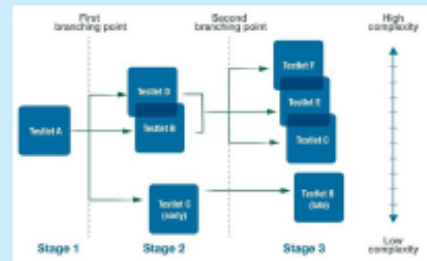 First
branching point
Second
branching point
High
complexity
Testlet F
Testlet D
Testlet E
Testlet A
Testlet B
Testlet C
(early)
Testlet B
(late)
Low
complexity
Stage 1
Stage 2
Stage 3